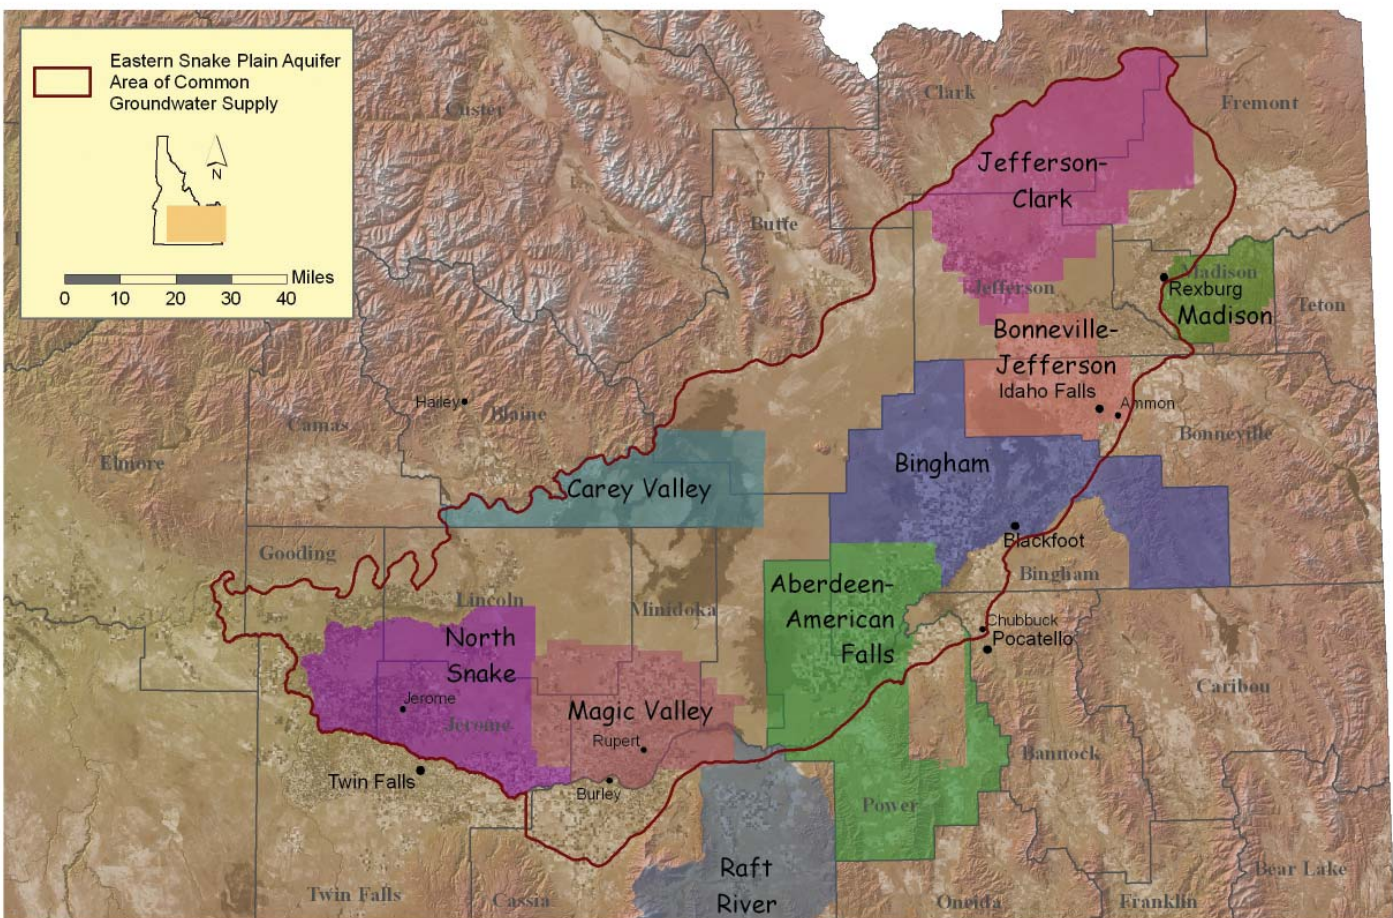 Eastern Snake Plain Aquifer
Area of Common
Groundwater Supply
N
Miles
0 10 20 30 40
Custer
Clark
Fremont
Jefferson-
Clark
Butte
Jefferson
Madison
Rexburg
Madison
Teton
Bonneville-
Jefferson
Idaho Falls
Ammon
Bonneville
Hailey
Blaine
Camas
Elmore
Bingham
Carey Valley
Blackfoot
Bingham
Gooding
Lincoln
Minidoka
Aberdeen-
American
Falls
Chubbuck
Pocatello
North
Snake
Jerome
Jerome
Magic Valley
Rupert
Caribou
Bannock
Twin Falls
Burley
Power
Raft
River
Twin Falls
Cassia
Oneida
Franklin
Bear Lake